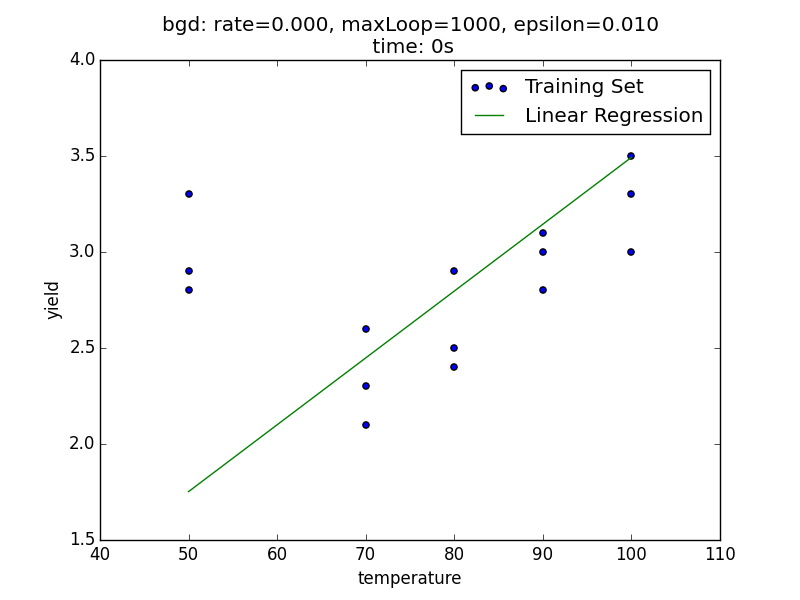 bgd: rate=0.000, maxLoop=1000, epsilon=0.010
time: 0s
Training Set
Linear Regression
4.0
3.5
3.0
2.5
2.0
1.5
yield
40 50 60 70 80 90 100 110
temperature